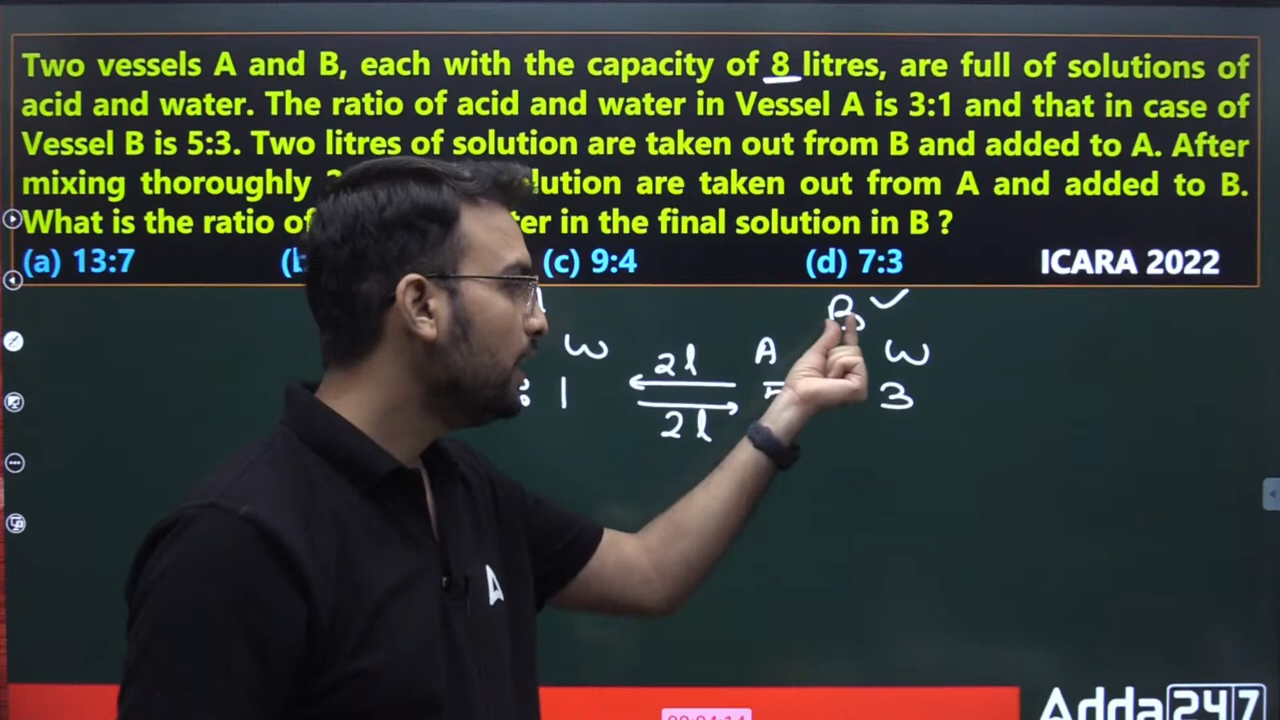 Two vessels A and B, each with the capacity of 8 litres, are full of solutions of
acid and water. The ratio of acid and water in Vessel A is 3:1 and that in case of
Vessel B is 5:3. Two litres of solution are taken out from B and added to A. After
mixing thoroughly are taken out from A and added to B.
What is the ratio of in the final solution in B ?
(a) 13:7 (c) 9:4 (d) 7:3 ICARA 2022
B ✓
W 2l A W
: 1 3
2l
Adda247